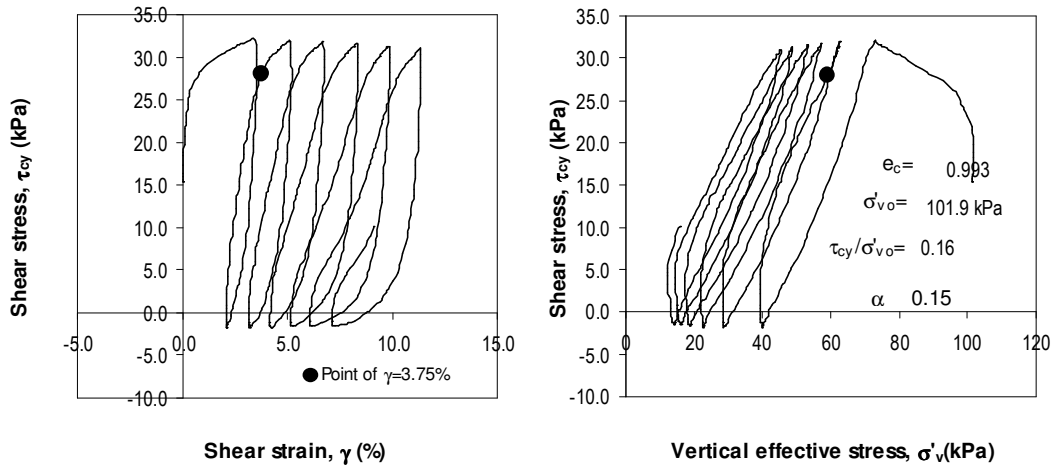 35.0
30.0
25.0
20.0
15.0
10.0
5.0
0.0
-5.0 0.0 5.0 10.0 15.0
-5.0
-10.0
Shear stress, τcy (kPa)
Point of γ=3.75%
Shear strain, γ (%)
35.0
30.0
25.0
20.0
15.0
10.0
5.0
0.0
0 20 40 60 80 100 120
-5.0
-10.0
Shear stress, τcy (kPa)
ec= 0.993
σ'vo= 101.9 kPa
τcy/σ'vo= 0.16
α 0.15
Vertical effective stress, σ'v(kPa)